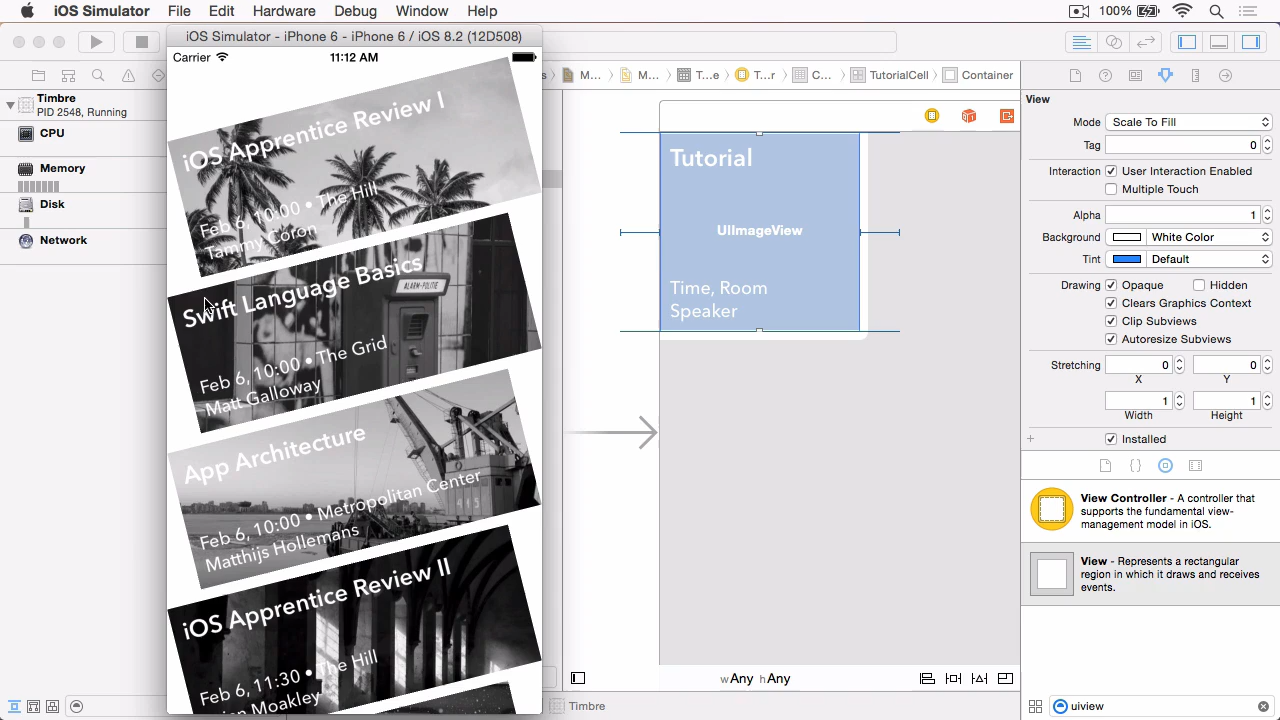 iOS Simulator File Edit Hardware Debug Window Help 100%
iOS Simulator - iPhone 6 - iPhone 6 / iOS 8.2 (12D508)
Carrier 11:12 AM
iOS Apprentice Review I
Feb 6, 10:00 • The Hill
Tammy Coron
Swift Language Basics
ALARM-POLITIE
Feb 6, 10:00 • The Grid
Matt Galloway
App Architecture
Feb 6, 10:00 • Metropolitan Center
Matthijs Hollemans
iOS Apprentice Review II
Feb 6, 11:30 • The Hill
Moakley
Timbre
PID 2548, Running
CPU
Memory
Disk
Network
M... M... T...e T...r C... TutorialCell Container
Tutorial
UIImageView
Time, Room
Speaker
wAny hAny
Timbre
View
Mode Scale To Fill
Tag 0
Interaction User Interaction Enabled
Multiple Touch
Alpha 1
Background White Color
Tint Default
Drawing Opaque Hidden
Clears Graphics Context
Clip Subviews
Autoresize Subviews
Stretching 0 0
X Y
1 1
Width Height
+ Installed
View Controller - A controller that
supports the fundamental view-
management model in iOS.
View - Represents a rectangular
region in which it draws and receives
events.
uiview